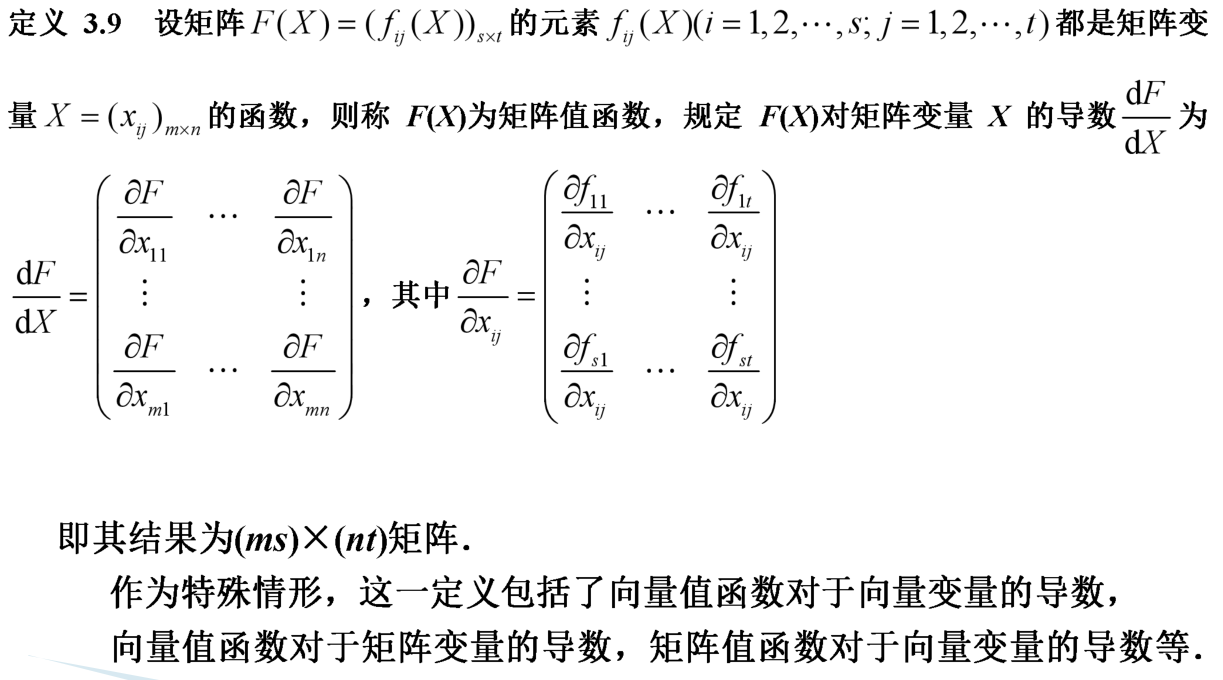 定义 3.9 设矩阵 $F(X)=(f_{ij}(X))_{s\times t}$ 的元素 $f_{ij}(X)(i=1,2,\cdots,s;j=1,2,\cdots,t)$ 都是矩阵变
量 $X=(x_{ij})_{m\times n}$ 的函数，则称 F(X)为矩阵值函数，规定 F(X)对矩阵变量 X 的导数 $\frac{\mathrm{d}F}{\mathrm{d}X}$ 为
$\frac{\mathrm{d}F}{\mathrm{d}X}=\begin{pmatrix}\frac{\partial F}{\partial x_{11}} & \cdots & \frac{\partial F}{\partial x_{1n}}\\ \vdots & & \vdots\\ \frac{\partial F}{\partial x_{m1}} & \cdots & \frac{\partial F}{\partial x_{mn}}\end{pmatrix}$，其中 $\frac{\partial F}{\partial x_{ij}}=\begin{pmatrix}\frac{\partial f_{11}}{\partial x_{ij}} & \cdots & \frac{\partial f_{1t}}{\partial x_{ij}}\\ \vdots & & \vdots\\ \frac{\partial f_{s1}}{\partial x_{ij}} & \cdots & \frac{\partial f_{st}}{\partial x_{ij}}\end{pmatrix}$
即其结果为(ms)×(nt)矩阵．
作为特殊情形，这一定义包括了向量值函数对于向量变量的导数，
向量值函数对于矩阵变量的导数，矩阵值函数对于向量变量的导数等．